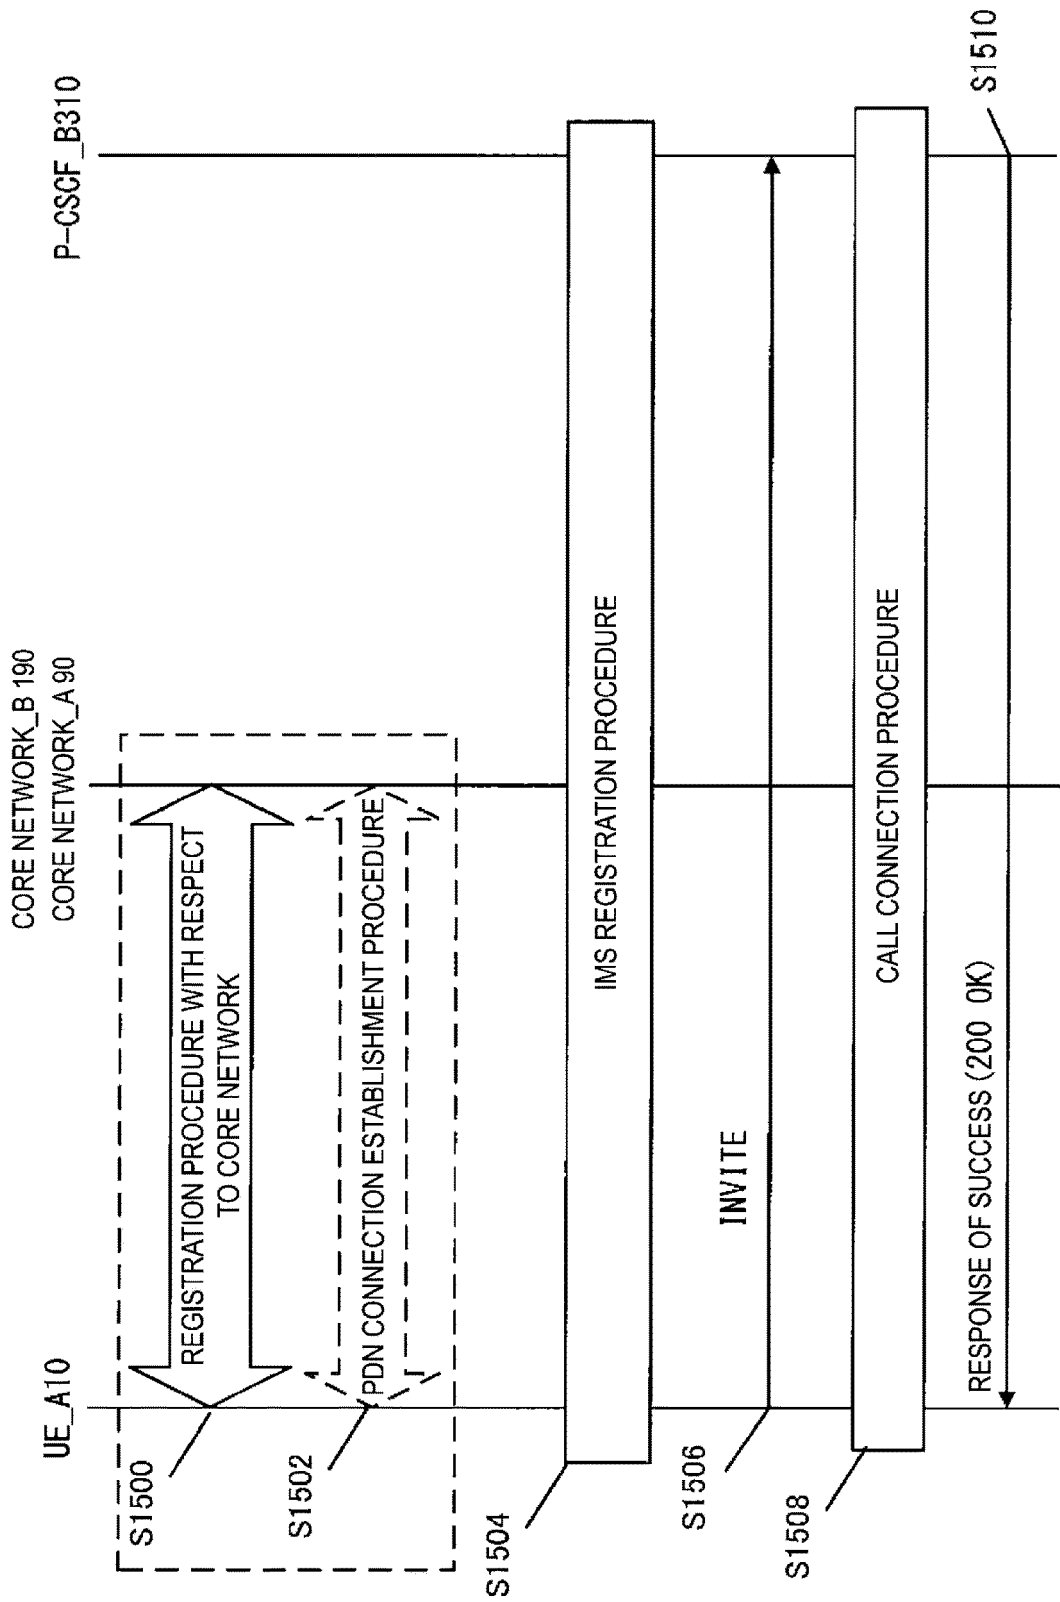 UE_A10
CORE NETWORK_B 190
CORE NETWORK_A 90
P-CSCF_B310
S1500
REGISTRATION PROCEDURE WITH RESPECT
TO CORE NETWORK
S1502
PDN CONNECTION ESTABLISHMENT PROCEDURE
S1504
IMS REGISTRATION PROCEDURE
S1506
INVITE
S1508
CALL CONNECTION PROCEDURE
RESPONSE OF SUCCESS (200 OK)
S1510